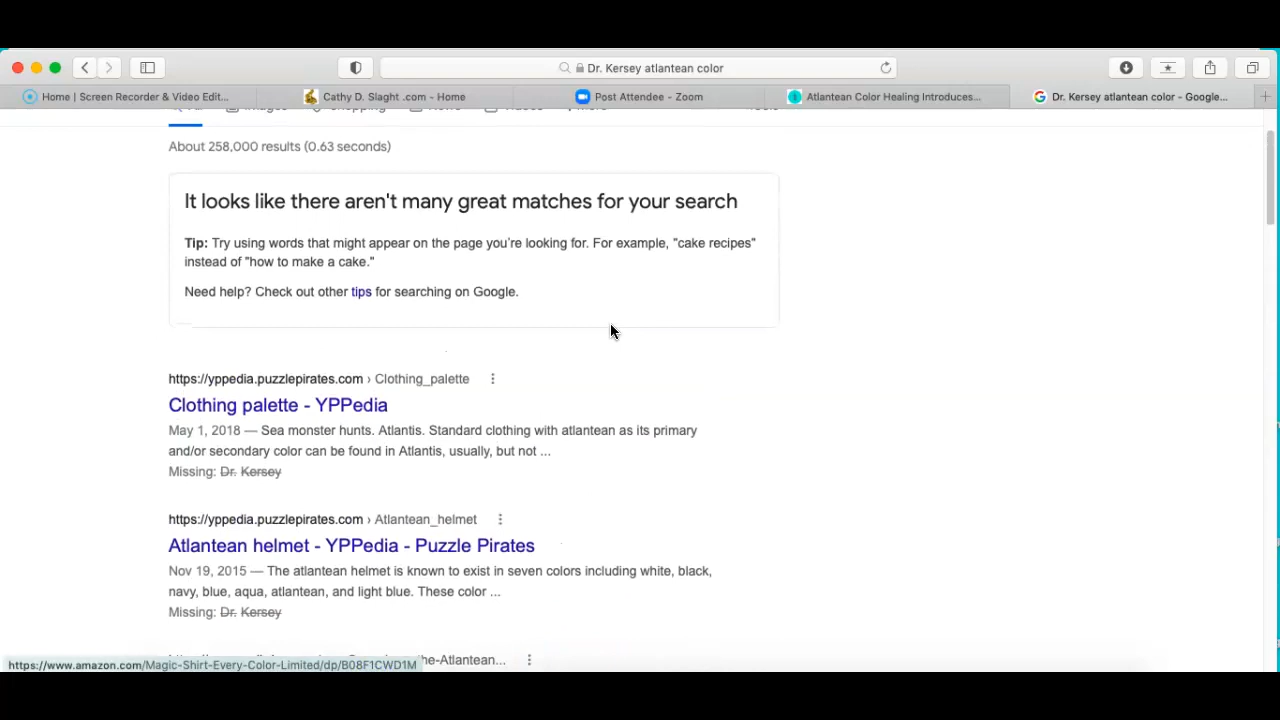 Dr. Kersey atlantean color
Home | Screen Recorder & Video Edit...
Cathy D. Slaght .com - Home
Post Attendee - Zoom
Atlantean Color Healing Introduces...
Dr. Kersey atlantean color - Google...
About 258,000 results (0.63 seconds)
It looks like there aren't many great matches for your search
Tip: Try using words that might appear on the page you're looking for. For example, "cake recipes"
instead of "how to make a cake."
Need help? Check out other tips for searching on Google.
https://yppedia.puzzlepirates.com › Clothing_palette
Clothing palette - YPPedia
May 1, 2018 — Sea monster hunts. Atlantis. Standard clothing with atlantean as its primary
and/or secondary color can be found in Atlantis, usually, but not ...
Missing: Dr. Kersey
https://yppedia.puzzlepirates.com › Atlantean_helmet
Atlantean helmet - YPPedia - Puzzle Pirates
Nov 19, 2015 — The atlantean helmet is known to exist in seven colors including white, black,
navy, blue, aqua, atlantean, and light blue. These color ...
Missing: Dr. Kersey
the-Atlantean...
https://www.amazon.com/Magic-Shirt-Every-Color-Limited/dp/B08F1CWD1M